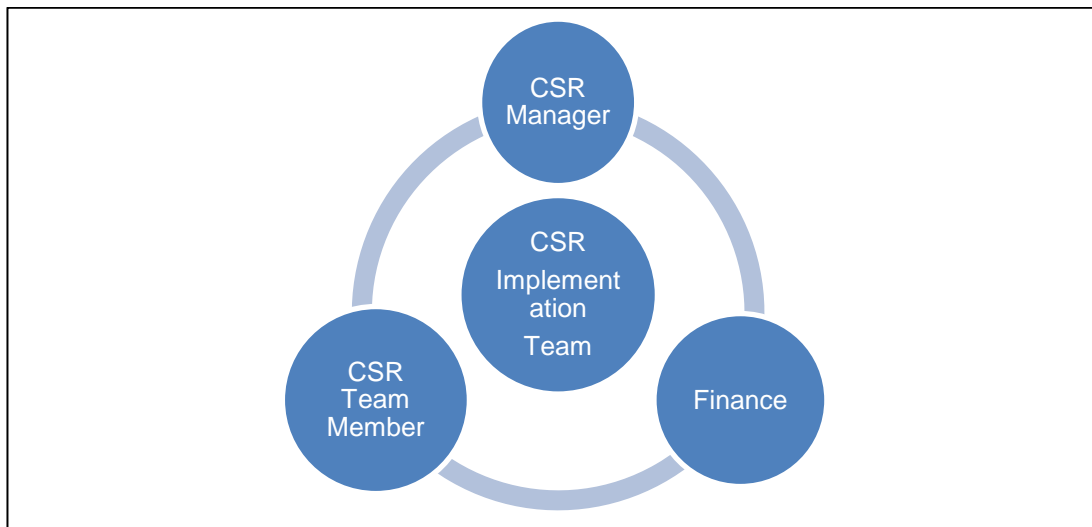 CSR
Manager
CSR
Implement
ation
Team
CSR
Team
Member
Finance